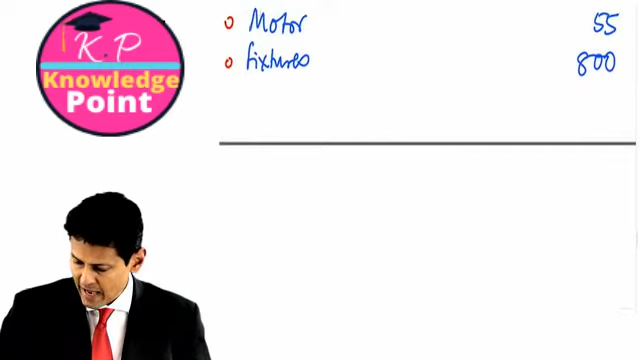 K.P
Knowledge
Point
Motor 55
fixtures 800